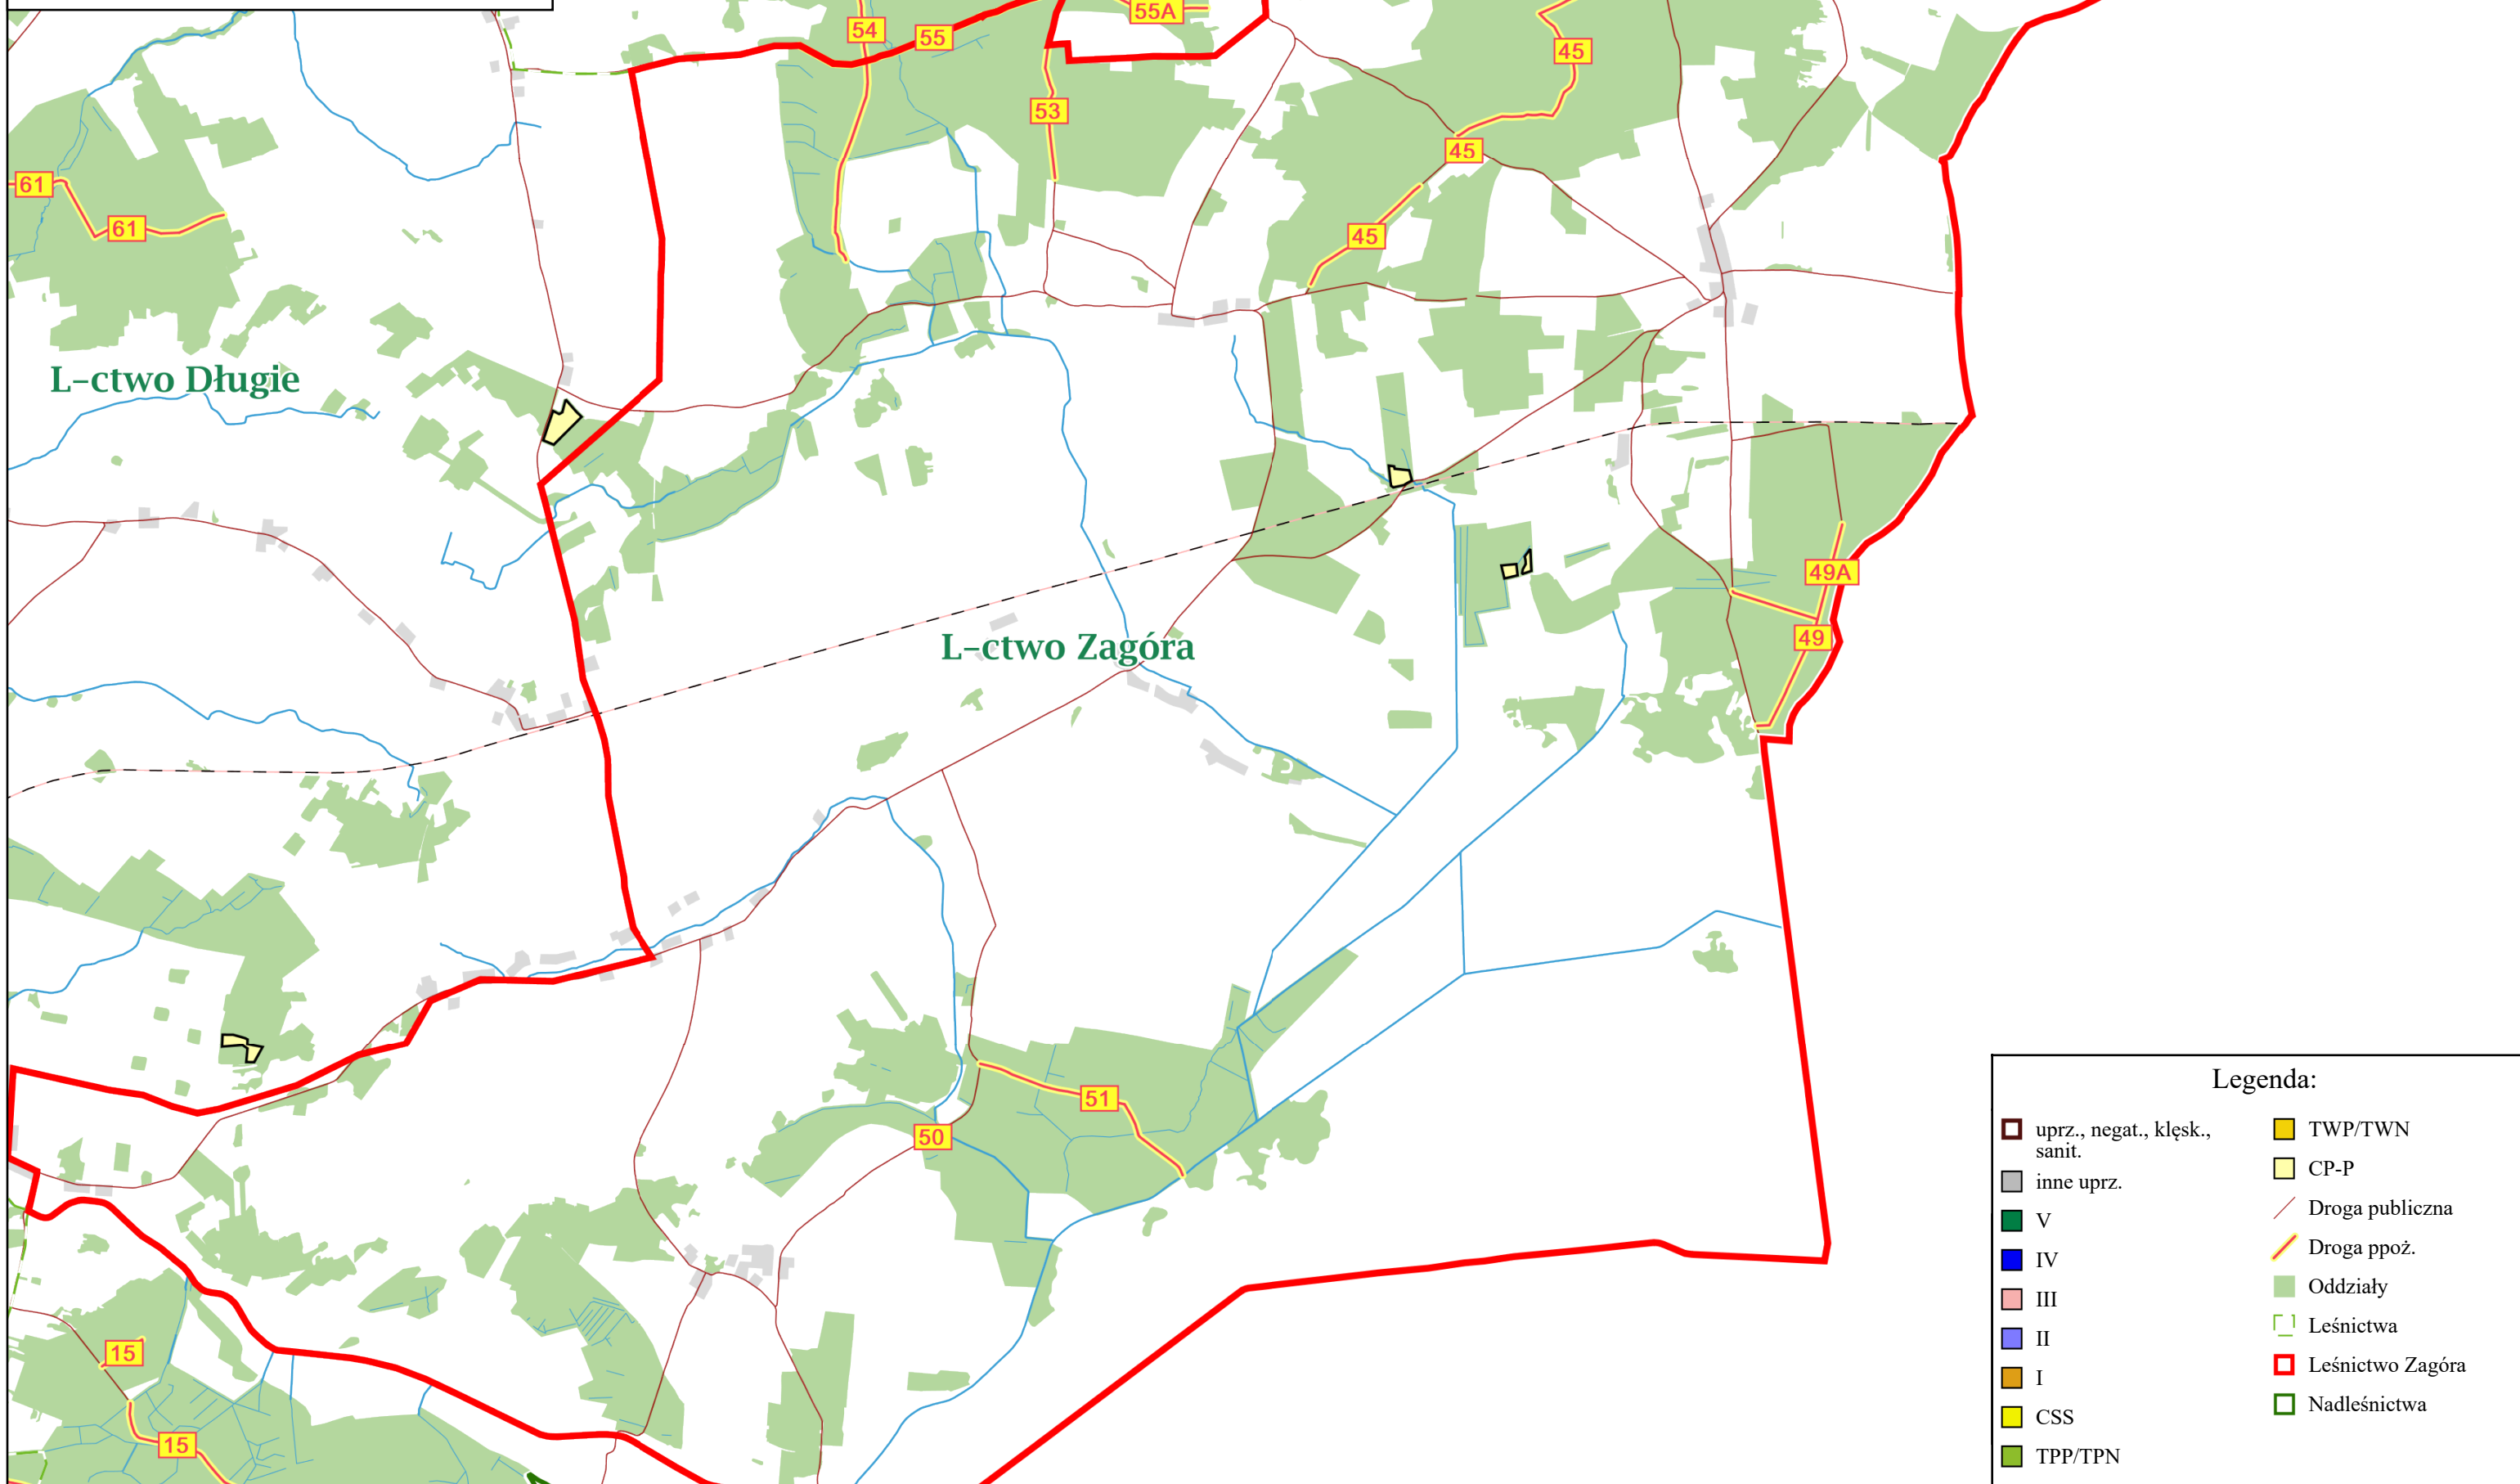 54
55
55A
45
53
45
61
61
45
L-ctwo Długie
49A
49
L-ctwo Zagóra
51
50
15
15
Legenda:
uprz., negat., klęsk.,
sanit.
inne uprz.
V
IV
III
II
I
CSS
TPP/TPN
TWP/TWN
CP-P
Droga publiczna
Droga ppoż.
Oddziały
Leśnictwa
Leśnictwo Zagóra
Nadleśnictwa